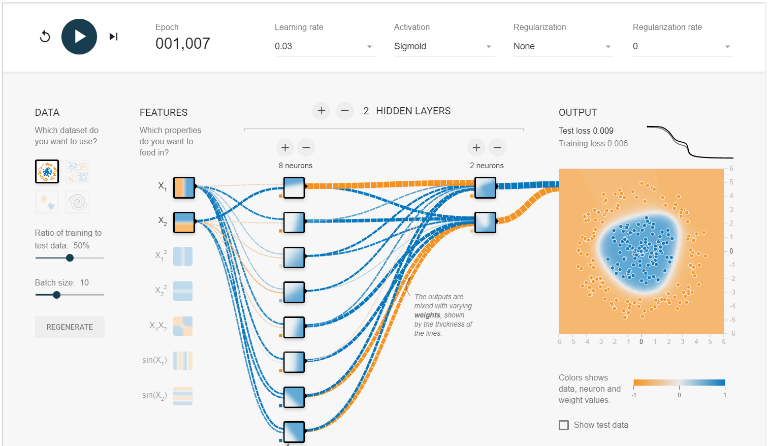 Epoch
001,007
Learning rate
0.03
Activation
Sigmoid
Regularization
None
Regularization rate
0
DATA
Which dataset do
you want to use?
Ratio of training to
test data: 50%
Batch size: 10
REGENERATE
FEATURES
Which properties
do you want to
feed in?
X1
X2
X1²
X2²
X1X2
sin(X1)
sin(X2)
+ − 2 HIDDEN LAYERS
+ −
8 neurons
+ −
2 neurons
The outputs are
mixed with varying
weights, shown
by the thickness of
the lines.
OUTPUT
Test loss 0.009
Training loss 0.006
6
5
4
3
2
1
0
-1
-2
-3
-4
-5
-6
-6 -5 -4 -3 -2 -1 0 1 2 3 4 5 6
Colors shows
data, neuron and
weight values.
-1 0 1
Show test data